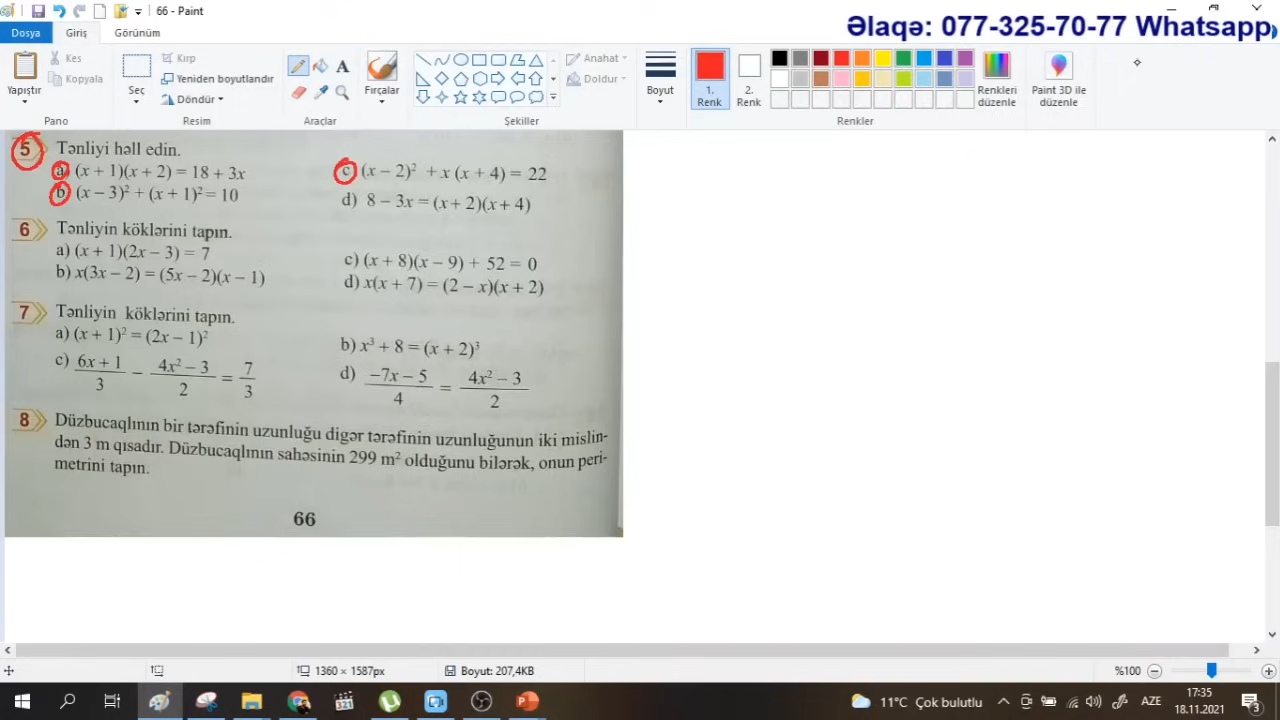 66 - Paint
Əlaqə: 077-325-70-77 Whatsapp
Dosya Giriş Görünüm
Yapıştır Kes Kopyala
Pano
Seç Kırp Yeniden boyutlandır Döndür
Resim
A
Araçlar
Fırçalar
Anahat Doldur
Şekiller
Boyut
1. Renk
2. Renk
Renkleri düzenle
Paint 3D ile düzenle
Renkler
5 Tənliyi həll edin.
a) (x + 1)(x + 2) = 18 + 3x
b) (x – 3)² + (x + 1)² = 10
c) (x – 2)² + x (x + 4) = 22
d) 8 – 3x = (x + 2)(x + 4)
6 Tənliyin köklərini tapın.
a) (x + 1)(2x – 3) = 7
b) x(3x – 2) = (5x – 2)(x – 1)
c) (x + 8)(x – 9) + 52 = 0
d) x(x + 7) = (2 – x)(x + 2)
7 Tənliyin köklərini tapın.
a) (x + 1)² = (2x – 1)²
b) x³ + 8 = (x + 2)³
c) (6x + 1)/3 – (4x² – 3)/2 = 7/3
d) (–7x – 5)/4 = (4x² – 3)/2
8 Düzbucaqlının bir tərəfinin uzunluğu digər tərəfinin uzunluğunun iki mislin-
dən 3 m qısadır. Düzbucaqlının sahəsinin 299 m² olduğunu bilərək, onun peri-
metrini tapın.
66
1360 × 1587px
Boyut: 207,4KB
%100
11°C Çok bulutlu
AZE
17:35
18.11.2021
3